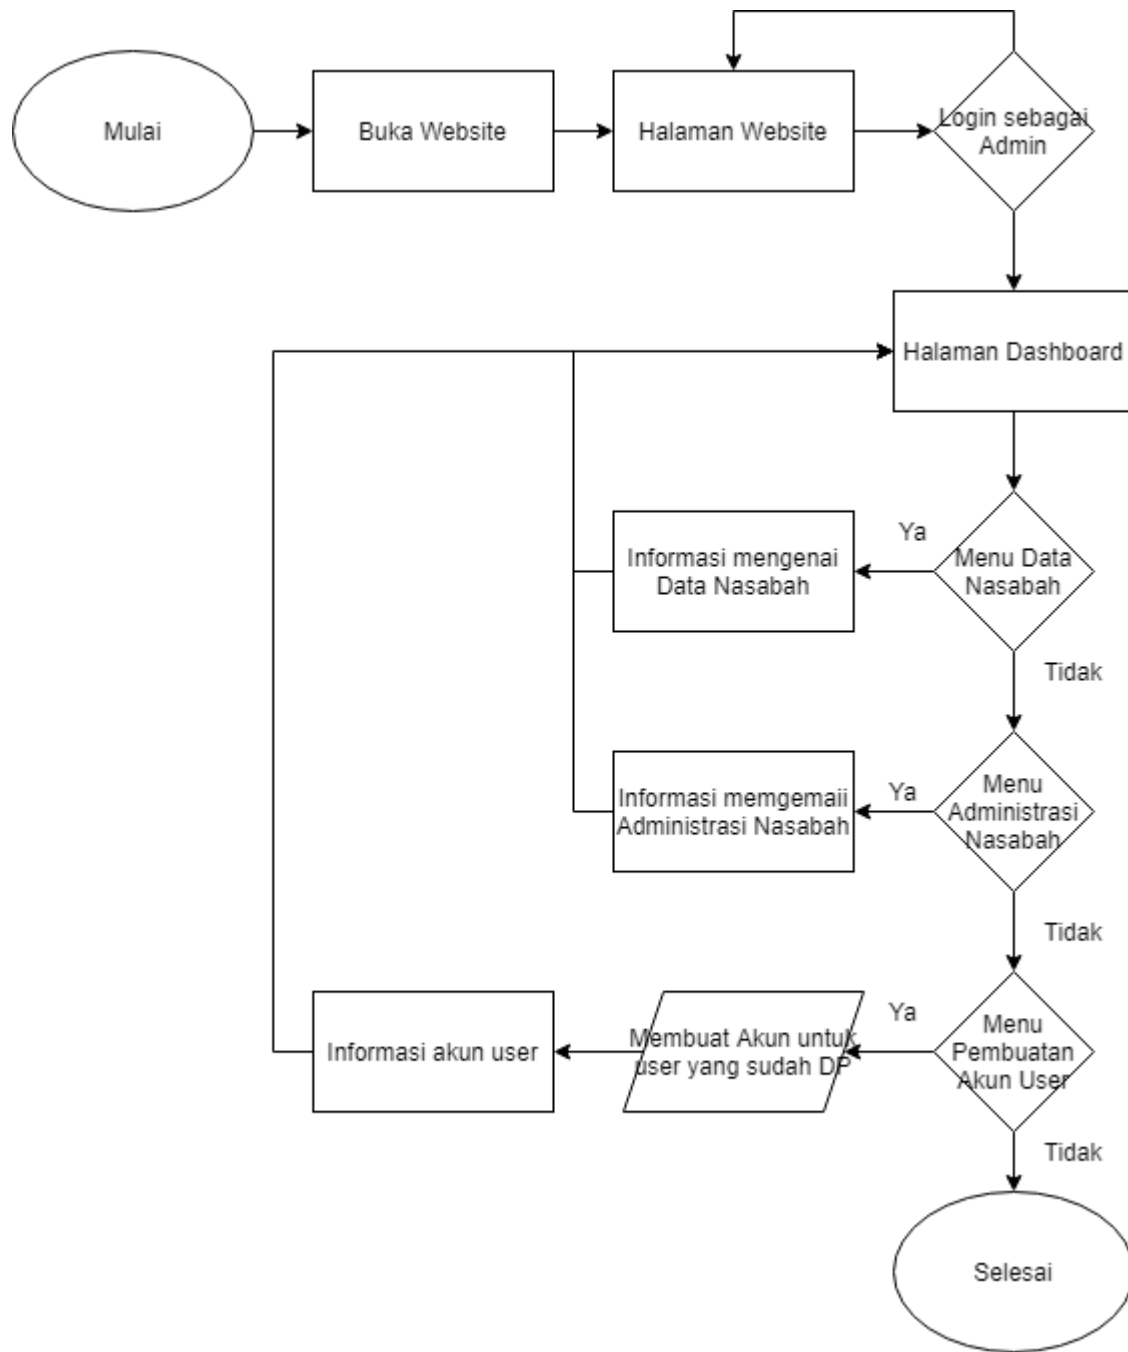 Mulai
Buka Website
Halaman Website
Login sebagai
Admin
Halaman Dashboard
Ya
Informasi mengenai
Data Nasabah
Menu Data
Nasabah
Tidak
Informasi memgemaii
Administrasi Nasabah
Ya
Menu
Administrasi
Nasabah
Tidak
Informasi akun user
Membuat Akun untuk
user yang sudah DP
Ya
Menu
Pembuatan
Akun User
Tidak
Selesai